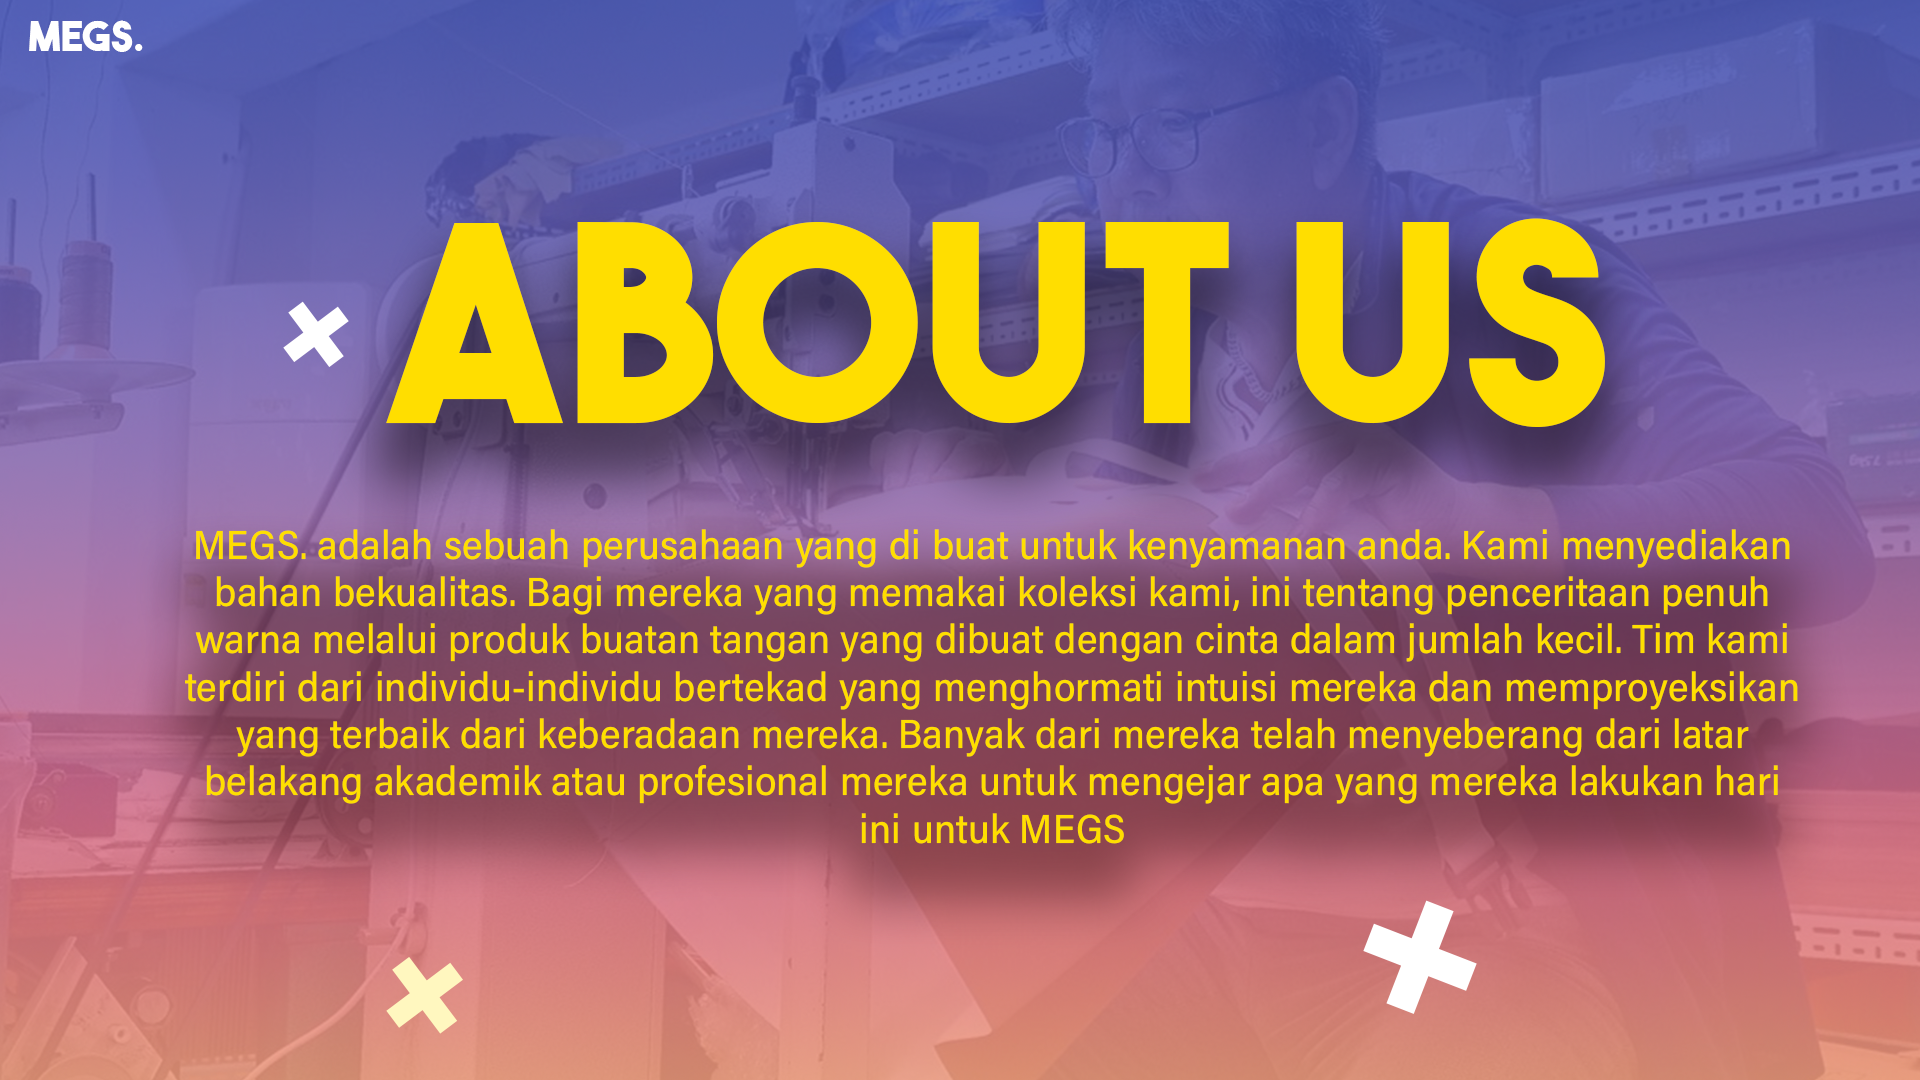 MEGS.
ABOUT US
MEGS. adalah sebuah perusahaan yang di buat untuk kenyamanan anda. Kami menyediakan
bahan bekualitas. Bagi mereka yang memakai koleksi kami, ini tentang penceritaan penuh
warna melalui produk buatan tangan yang dibuat dengan cinta dalam jumlah kecil. Tim kami
terdiri dari individu-individu bertekad yang menghormati intuisi mereka dan memproyeksikan
yang terbaik dari keberadaan mereka. Banyak dari mereka telah menyeberang dari latar
belakang akademik atau profesional mereka untuk mengejar apa yang mereka lakukan hari
ini untuk MEGS